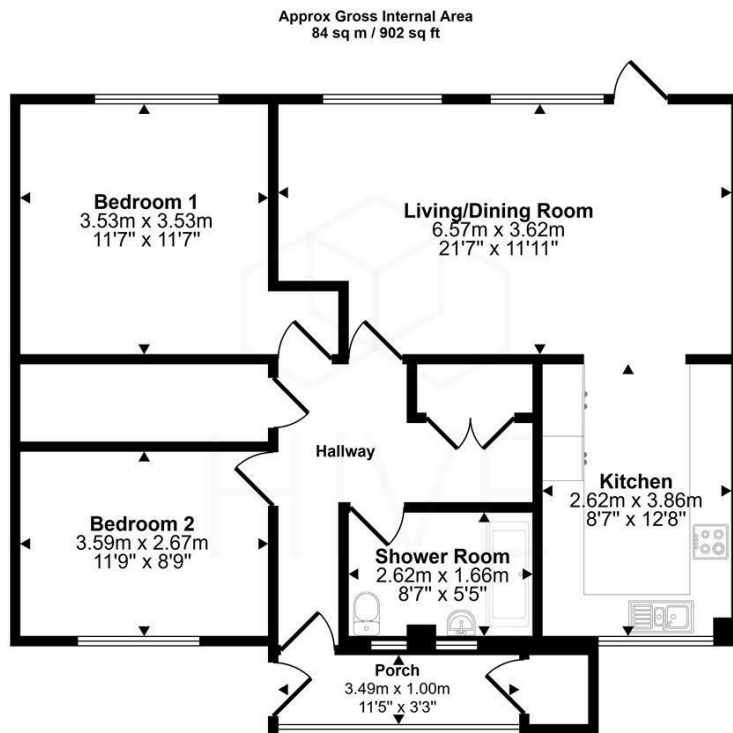 Approx Gross Internal Area
84 sq m / 902 sq ft
Bedroom 1
3.53m x 3.53m
11'7" x 11'7"
Living/Dining Room
6.57m x 3.62m
21'7" x 11'11"
Hallway
Kitchen
2.62m x 3.86m
8'7" x 12'8"
Bedroom 2
3.59m x 2.67m
11'9" x 8'9"
Shower Room
2.62m x 1.66m
8'7" x 5'5"
Porch
3.49m x 1.00m
11'5" x 3'3"
HIVE